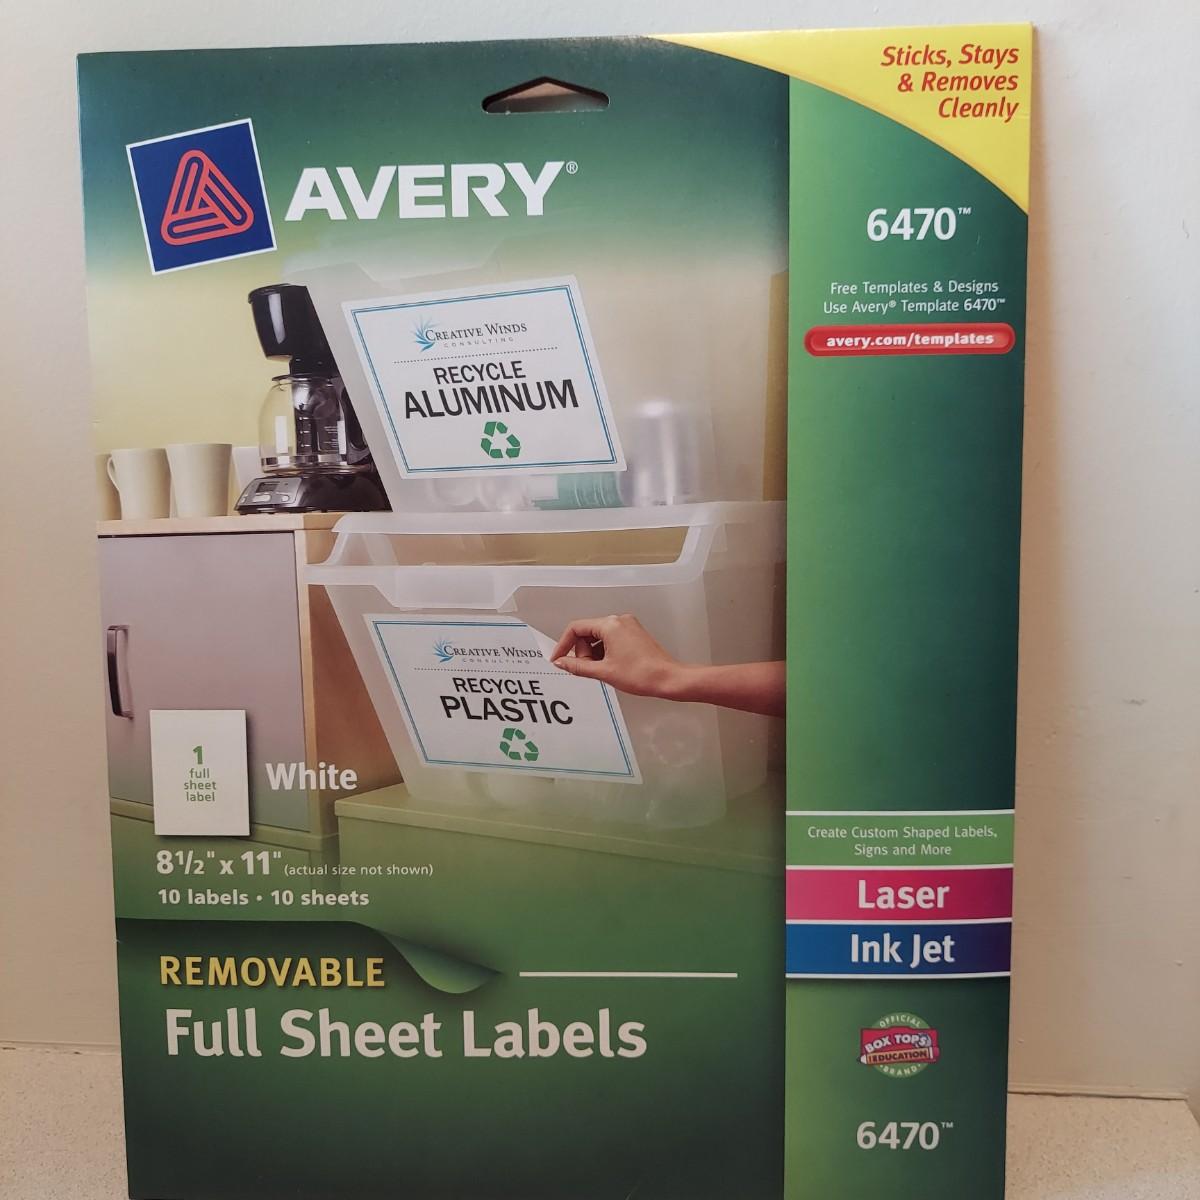 Sticks, Stays
& Removes
Cleanly
AVERY®
6470™
Free Templates & Designs
Use Avery® Template 6470™
avery.com/templates
CREATIVE WINDS
CONSULTING
RECYCLE
ALUMINUM
CREATIVE WINDS
CONSULTING
RECYCLE
PLASTIC
1
full
sheet
label
White
8½" x 11" (actual size not shown)
10 labels • 10 sheets
REMOVABLE
Full Sheet Labels
Create Custom Shaped Labels,
Signs and More
Laser
Ink Jet
OFFICIAL
BOX TOPS
FOR EDUCATION
BRAND
6470™